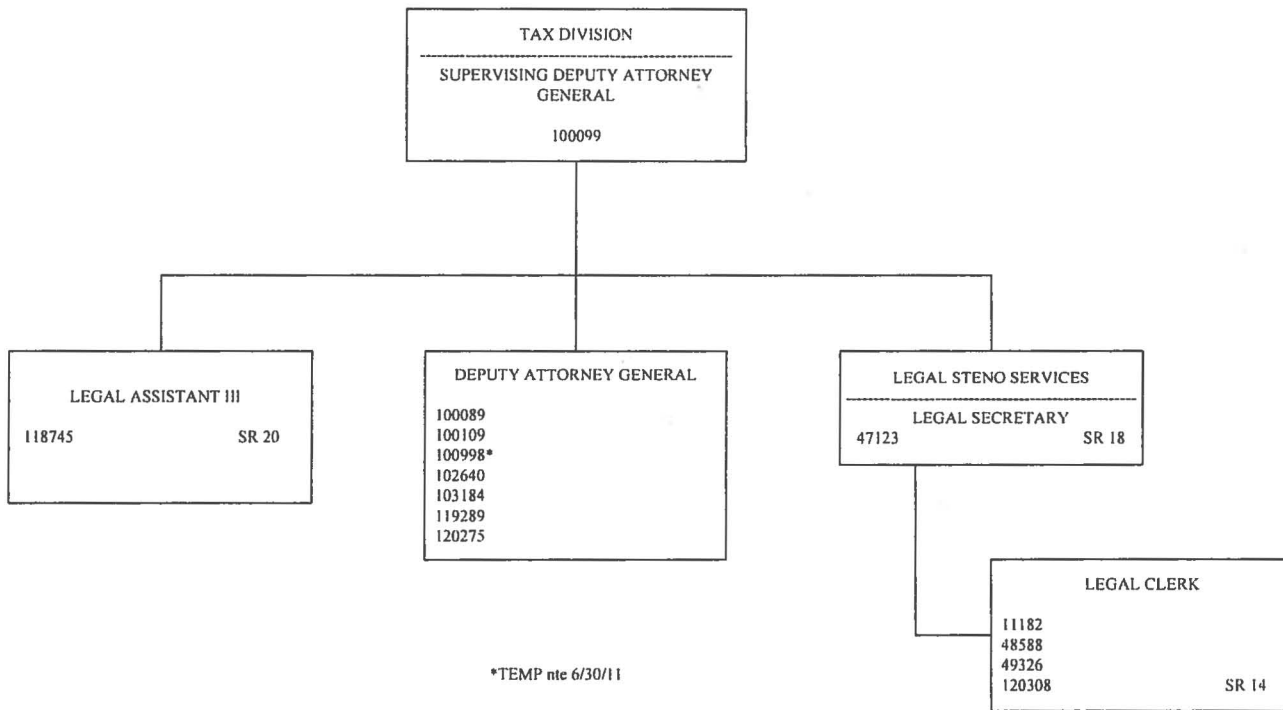 TAX DIVISION
SUPERVISING DEPUTY ATTORNEY
GENERAL
100099
LEGAL ASSISTANT III
118745 SR 20
DEPUTY ATTORNEY GENERAL
100089
100109
100998*
102640
103184
119289
120275
LEGAL STENO SERVICES
LEGAL SECRETARY
47123 SR 18
LEGAL CLERK
11182
48588
49326
120308 SR 14
*TEMP nte 6/30/11